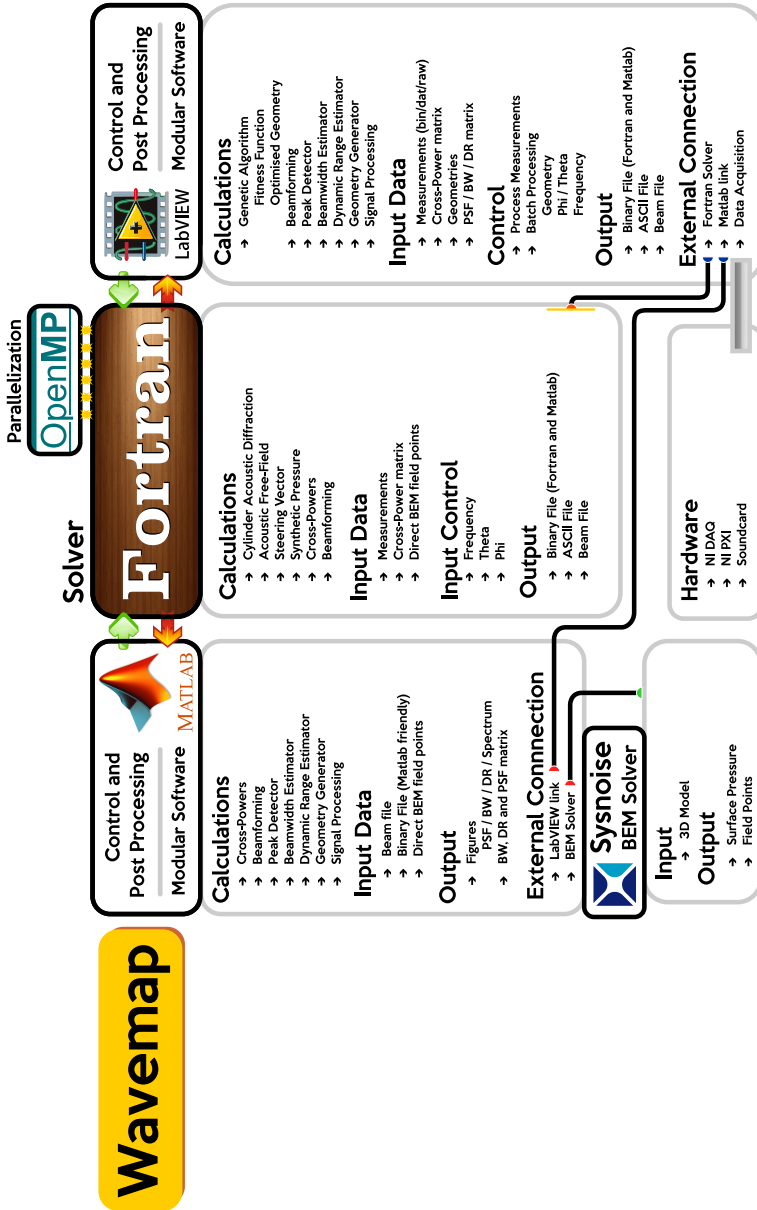 Wavemap
Control and
Post Processing
Modular Software
MATLAB
Calculations
→ Cross-Powers
→ Beamforming
→ Peak Detector
→ Beamwidth Estimator
→ Dynamic Range Estimator
→ Geometry Generator
→ Signal Processing
Input Data
→ Beam file
→ Binary File (Matlab friendly)
→ Direct BEM field points
Output
→ Figures
PSF / BW / DR / Spectrum
→ BW, DR and PSF matrix
External Connnection
→ LabVIEW link
→ BEM Solver
Sysnoise
BEM Solver
Input
→ 3D Model
Output
→ Surface Pressure
→ Field Points
Solver
Parallelization
OpenMP
Fortran
Calculations
→ Cylinder Acoustic Diffraction
→ Acoustic Free-Field
→ Steering Vector
→ Synthetic Pressure
→ Cross-Powers
→ Beamforming
Input Data
→ Measurements
→ Cross-Power matrix
→ Direct BEM field points
Input Control
→ Frequency
→ Theta
→ Phi
Output
→ Binary File (Fortran and Matlab)
→ ASCII File
→ Beam File
Hardware
→ NI DAQ
→ NI PXI
→ Soundcard
LabVIEW
Control and
Post Processing
Modular Software
Calculations
→ Genetic Algorithm
Fitness Function
Optimised Geometry
→ Beamforming
→ Peak Detector
→ Beamwidth Estimator
→ Dynamic Range Estimator
→ Geometry Generator
→ Signal Processing
Input Data
→ Measurements (bin/dat/raw)
→ Cross-Power matrix
→ Geometries
→ PSF / BW / DR matrix
Control
→ Process Measurements
→ Batch Processing
Geometry
Phi / Theta
Frequency
Output
→ Binary File (Fortran and Matlab)
→ ASCII File
→ Beam File
External Connection
→ Fortran Solver
→ Matlab link
→ Data Acquisition